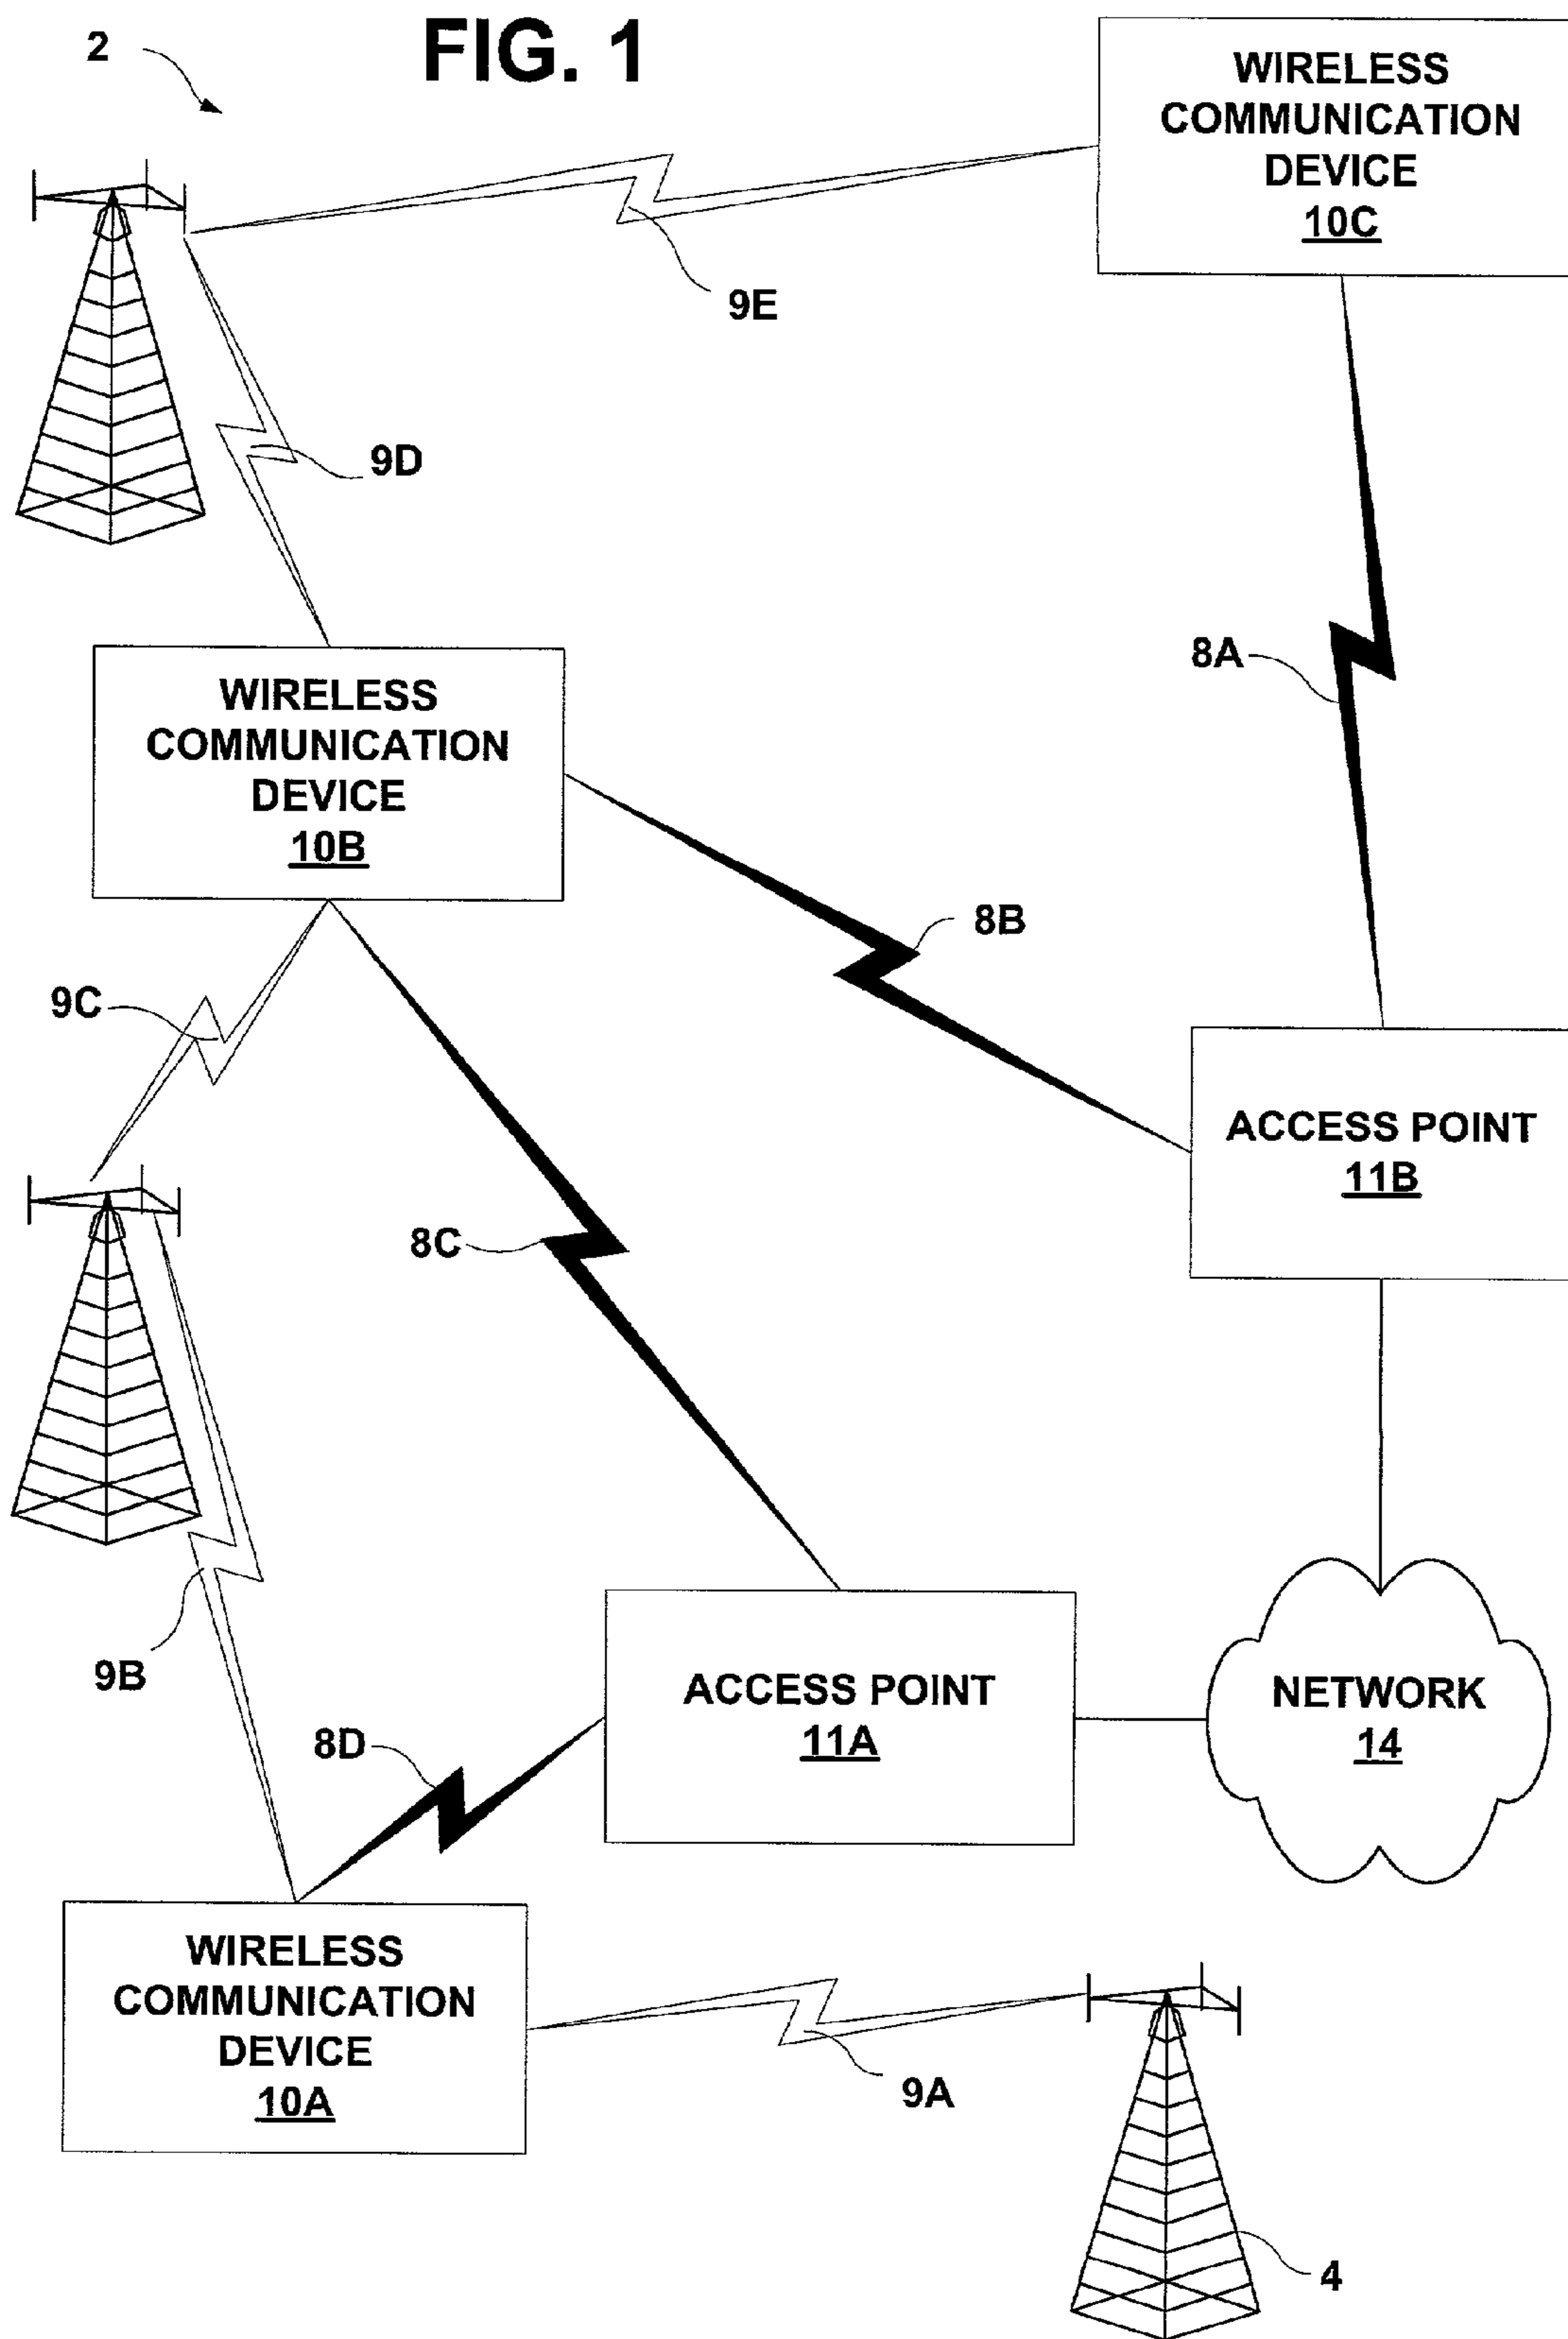 FIG. 1
2
WIRELESS
COMMUNICATION
DEVICE
10C
9E
9D
8A
WIRELESS
COMMUNICATION
DEVICE
10B
8B
9C
ACCESS POINT
11B
8C
9B
ACCESS POINT
11A
NETWORK
14
8D
WIRELESS
COMMUNICATION
DEVICE
10A
9A
4